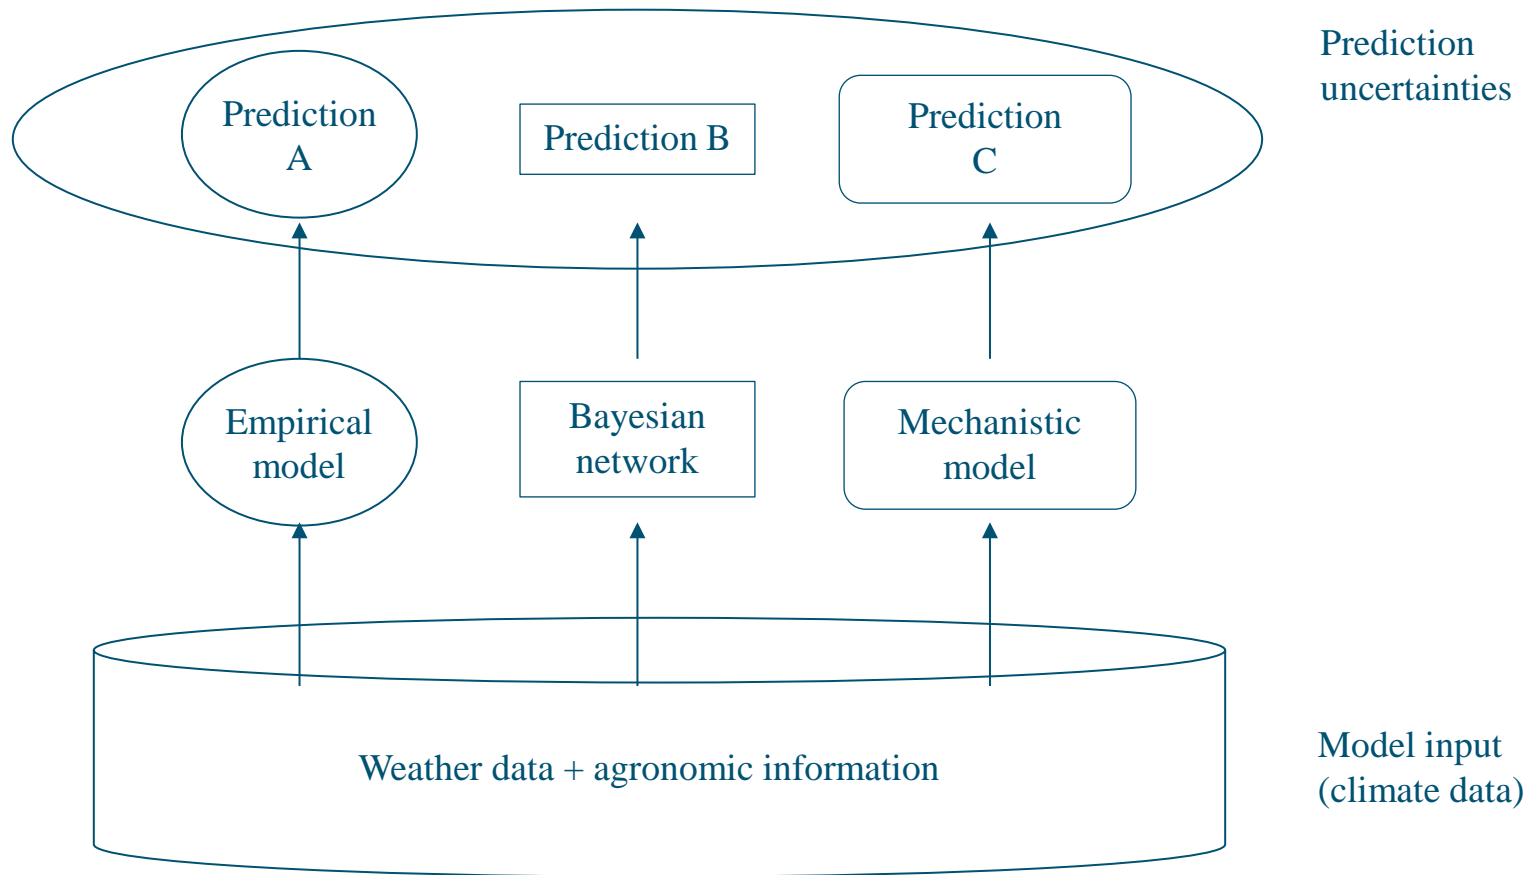 Prediction
uncertainties
Prediction
A
Prediction B
Prediction
C
Empirical
model
Bayesian
network
Mechanistic
model
Weather data + agronomic information
Model input
(climate data)